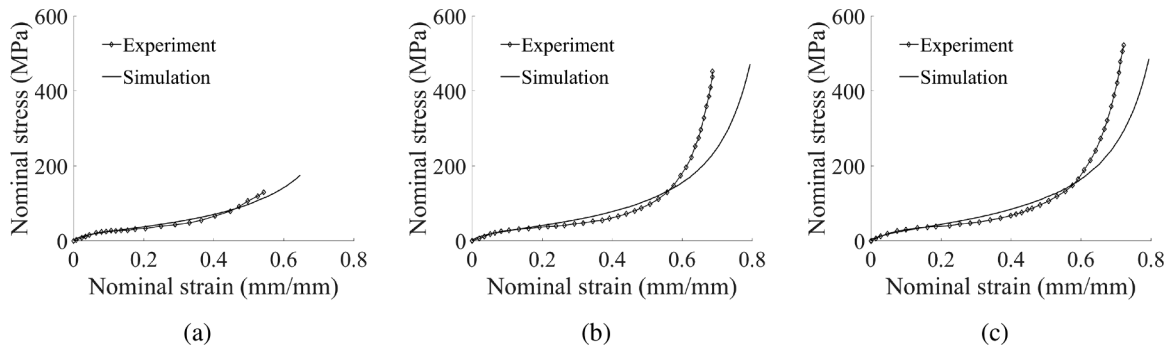 600
400
200
0
Nominal stress (MPa)
Experiment
Simulation
0 0.2 0.4 0.6 0.8
Nominal strain (mm/mm)
(a)
600
400
200
0
Nominal stress (MPa)
Experiment
Simulation
0 0.2 0.4 0.6 0.8
Nominal strain (mm/mm)
(b)
600
400
200
0
Nominal stress (MPa)
Experiment
Simulation
0 0.2 0.4 0.6 0.8
Nominal strain (mm/mm)
(c)